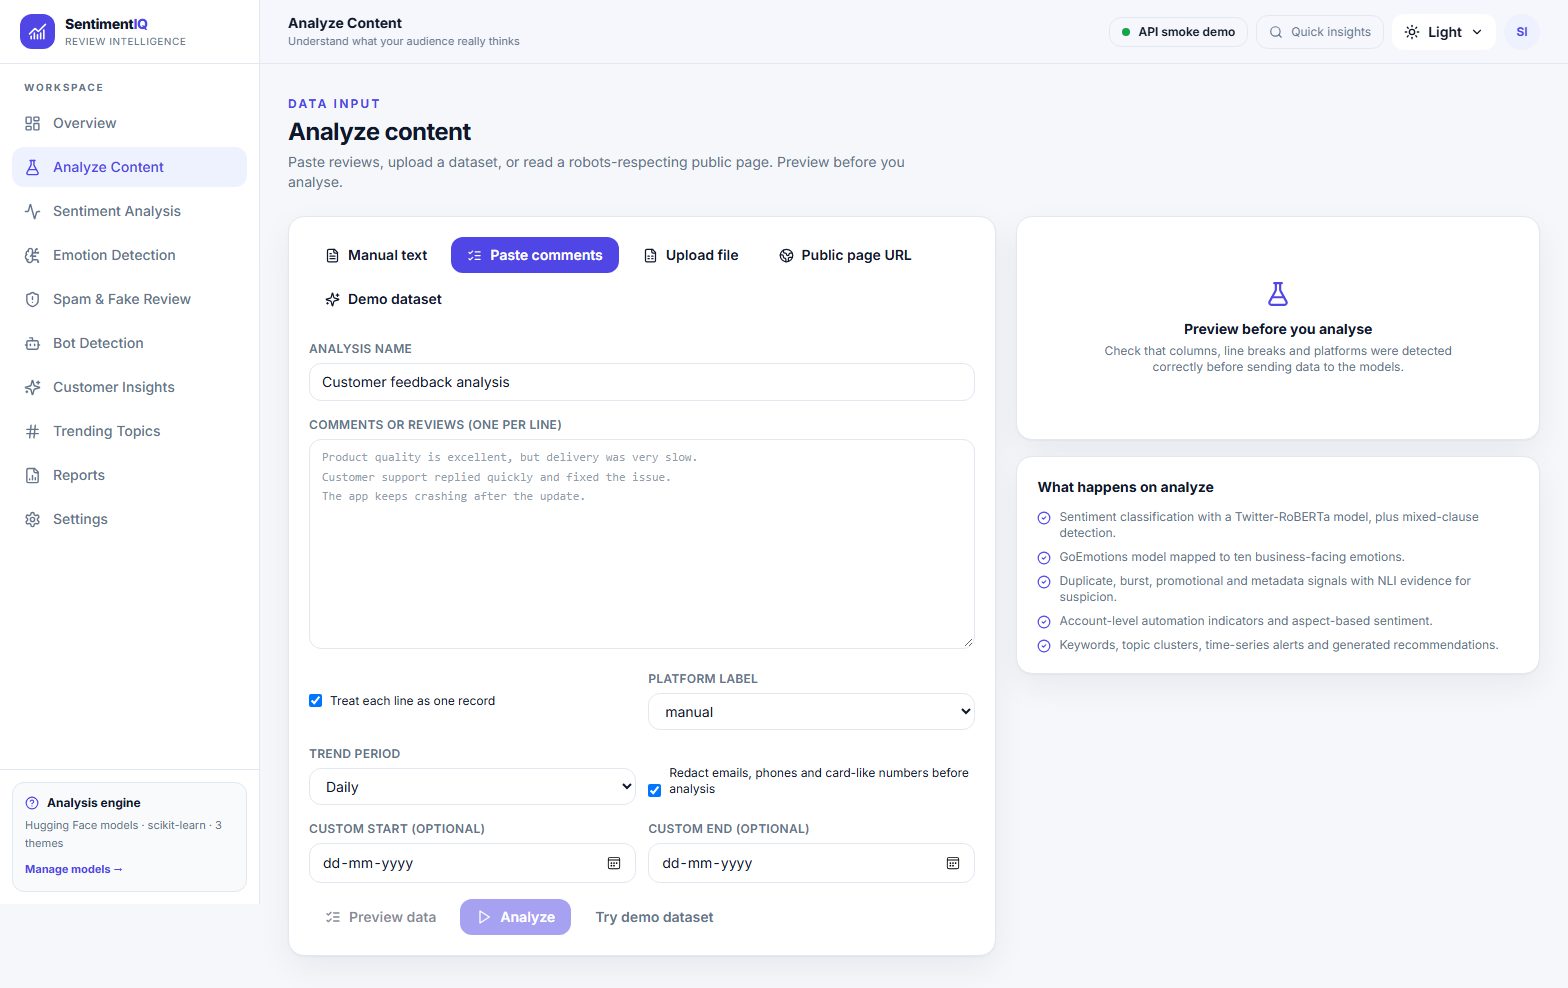 SentimentIQ
REVIEW INTELLIGENCE
WORKSPACE
Overview
Analyze Content
Sentiment Analysis
Emotion Detection
Spam & Fake Review
Bot Detection
Customer Insights
Trending Topics
Reports
Settings
Analysis engine
Hugging Face models · scikit-learn · 3
themes
Manage models →
Analyze Content
Understand what your audience really thinks
API smoke demo
Quick insights
Light
SI
DATA INPUT
Analyze content
Paste reviews, upload a dataset, or read a robots-respecting public page. Preview before you
analyse.
Manual text
Paste comments
Upload file
Public page URL
Demo dataset
ANALYSIS NAME
Customer feedback analysis
COMMENTS OR REVIEWS (ONE PER LINE)
Product quality is excellent, but delivery was very slow.
Customer support replied quickly and fixed the issue.
The app keeps crashing after the update.
Treat each line as one record
PLATFORM LABEL
manual
TREND PERIOD
Daily
Redact emails, phones and card-like numbers before
analysis
CUSTOM START (OPTIONAL)
dd-mm-yyyy
CUSTOM END (OPTIONAL)
dd-mm-yyyy
Preview data
Analyze
Try demo dataset
Preview before you analyse
Check that columns, line breaks and platforms were detected
correctly before sending data to the models.
What happens on analyze
Sentiment classification with a Twitter-RoBERTa model, plus mixed-clause
detection.
GoEmotions model mapped to ten business-facing emotions.
Duplicate, burst, promotional and metadata signals with NLI evidence for
suspicion.
Account-level automation indicators and aspect-based sentiment.
Keywords, topic clusters, time-series alerts and generated recommendations.